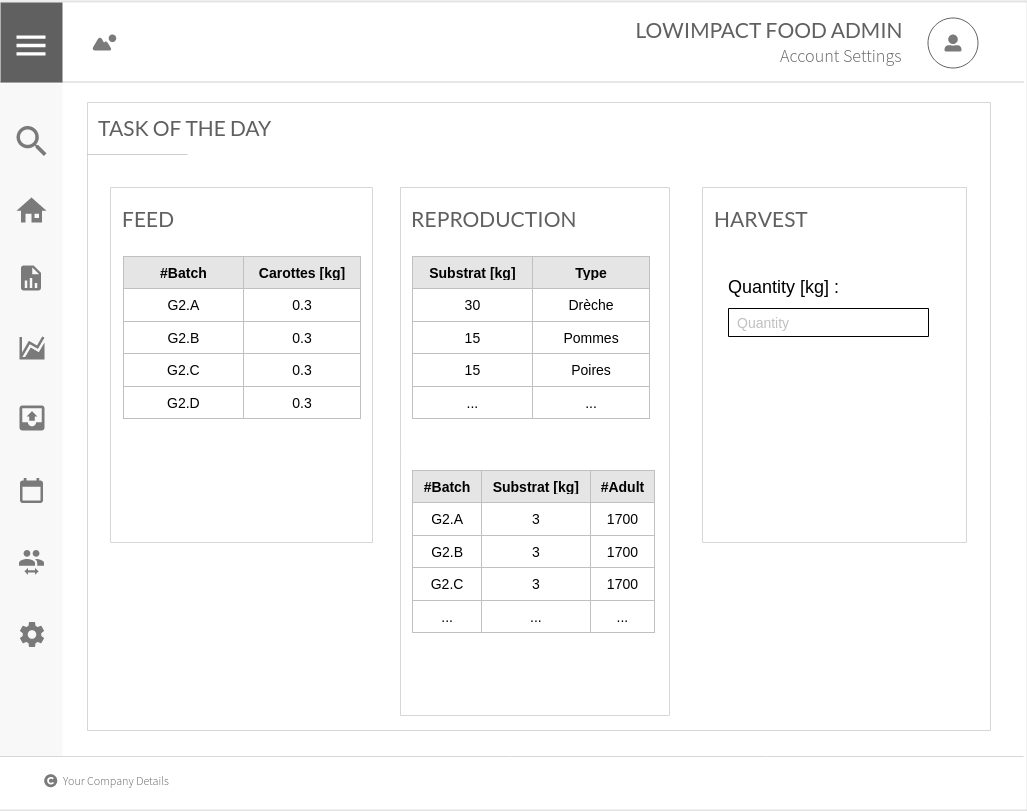 LOWIMPACT FOOD ADMIN
Account Settings
TASK OF THE DAY
FEED
#Batch Carottes [kg]
G2.A 0.3
G2.B 0.3
G2.C 0.3
G2.D 0.3
REPRODUCTION
Substrat [kg] Type
30 Drèche
15 Pommes
15 Poires
... ...
#Batch Substrat [kg] #Adult
G2.A 3 1700
G2.B 3 1700
G2.C 3 1700
... ... ...
HARVEST
Quantity [kg] :
Quantity
Your Company Details